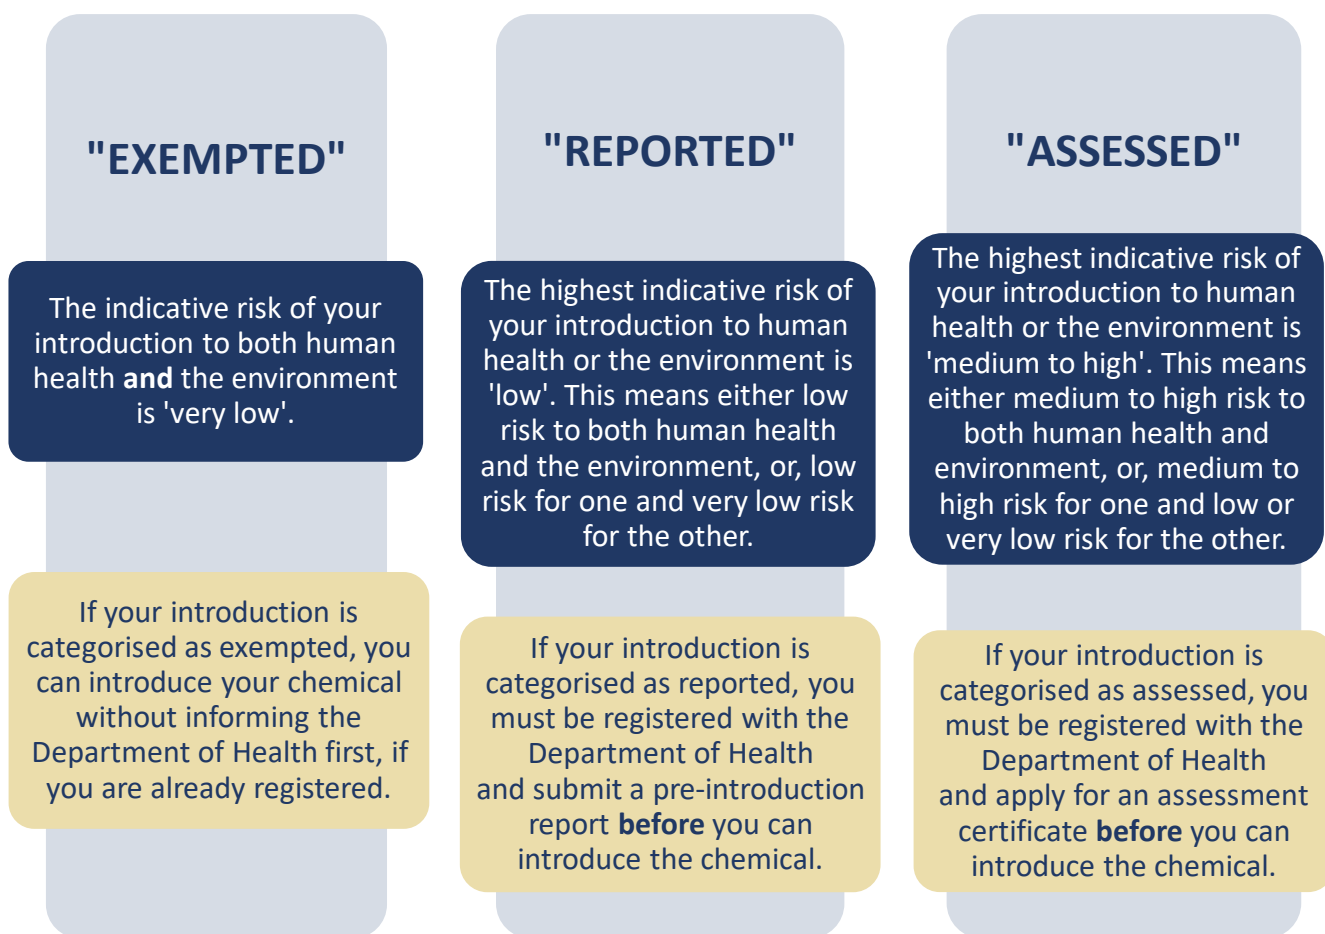 "EXEMPTED"
The indicative risk of your
introduction to both human
health and the environment
is 'very low'.
If your introduction is
categorised as exempted, you
can introduce your chemical
without informing the
Department of Health first, if
you are already registered.
"REPORTED"
The highest indicative risk of
your introduction to human
health or the environment is
'low'. This means either low
risk to both human health
and the environment, or, low
risk for one and very low risk
for the other.
If your introduction is
categorised as reported, you
must be registered with the
Department of Health
and submit a pre-introduction
report before you can
introduce the chemical.
"ASSESSED"
The highest indicative risk of
your introduction to human
health or the environment is
'medium to high'. This means
either medium to high risk to
both human health and
environment, or, medium to
high risk for one and low or
very low risk for the other.
If your introduction is
categorised as assessed, you
must be registered with the
Department of Health
and apply for an assessment
certificate before you can
introduce the chemical.